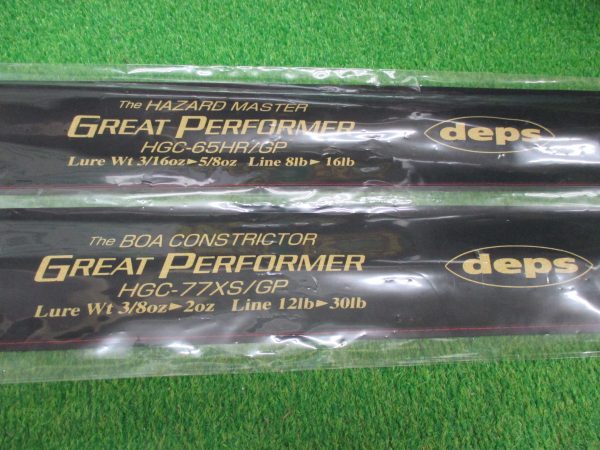 The HAZARD MASTER
GREAT PERFORMER
HGC-65HR/GP
Lure Wt 3/16oz►5/8oz Line 8lb►16lb
deps
The BOA CONSTRICTOR
GREAT PERFORMER
HGC-77XS/GP
Lure Wt 3/8oz►2oz Line 12lb►30lb
deps